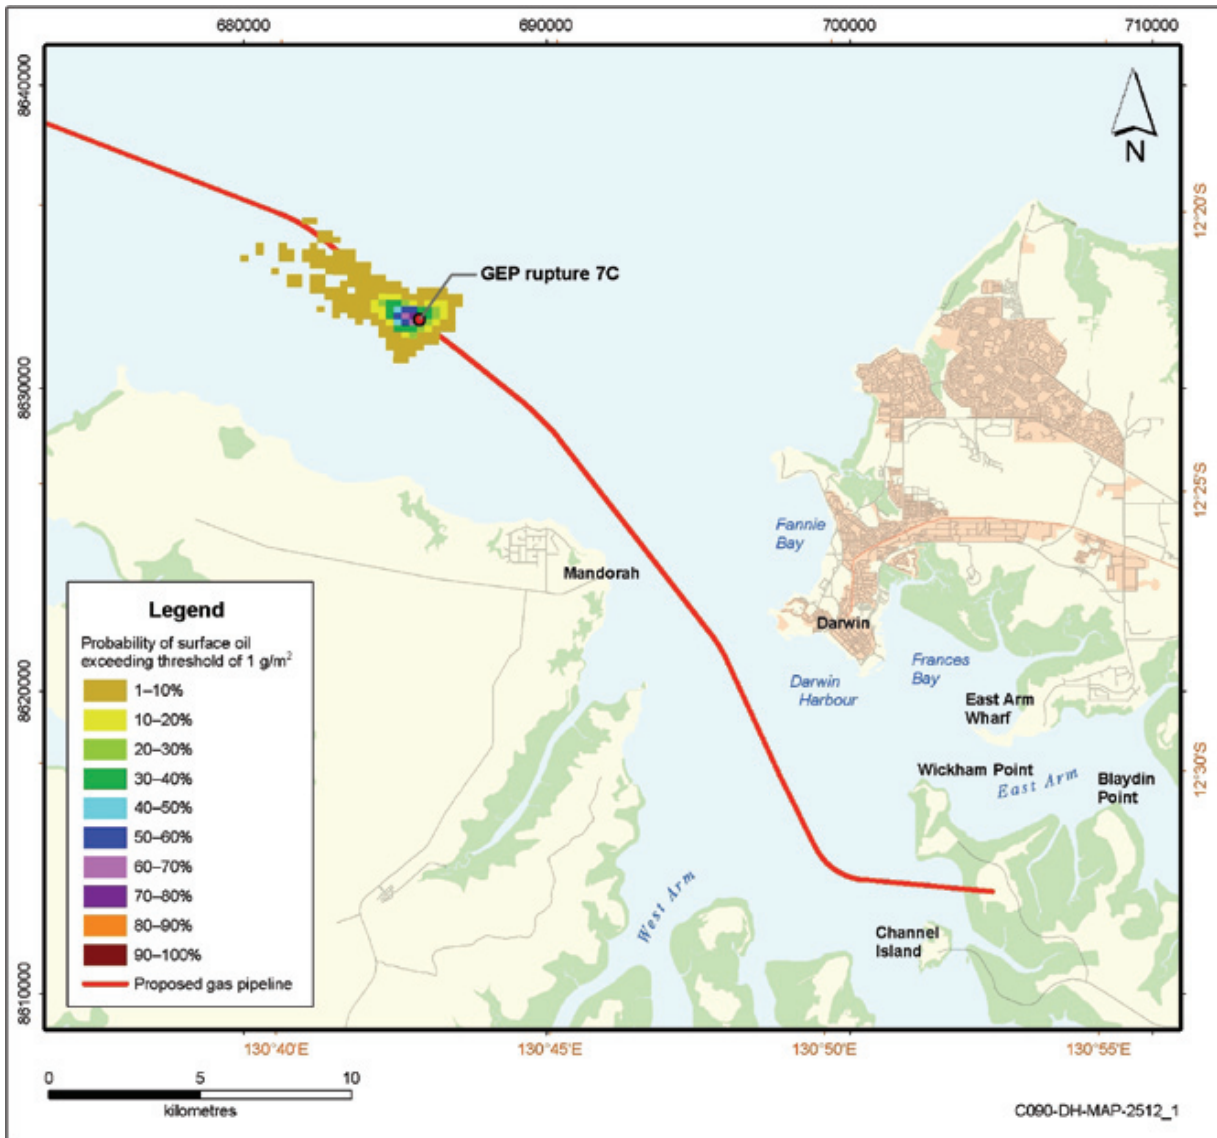 680000
690000
700000
710000
8640000
8630000
8620000
8610000
N
12°20'S
12°25'S
12°30'S
GEP rupture 7C
Fannie
Bay
Mandorah
Darwin
Frances
Bay
Darwin
Harbour
East Arm
Wharf
Wickham Point
East Arm
Blaydin
Point
West Arm
Channel
Island
Legend
Probability of surface oil
exceeding threshold of 1 g/m²
1–10%
10–20%
20–30%
30–40%
40–50%
50–60%
60–70%
70–80%
80–90%
90–100%
Proposed gas pipeline
130°40'E
130°45'E
130°50'E
130°55'E
0
5
10
kilometres
C090-DH-MAP-2512_1